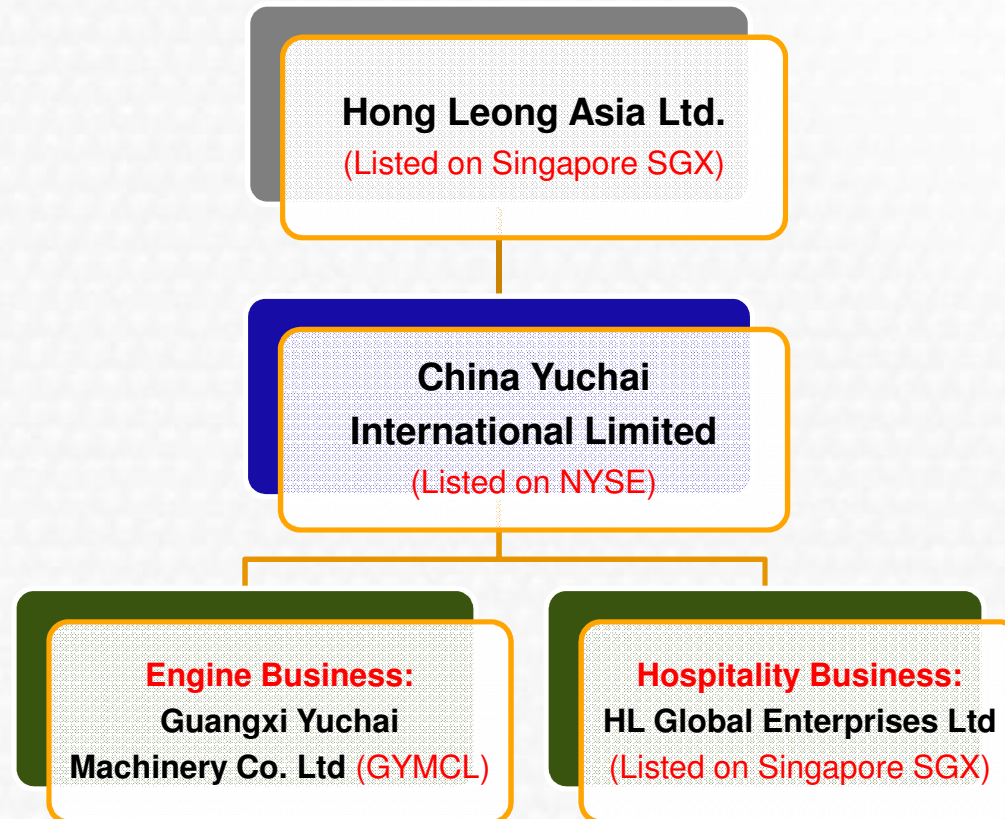 Hong Leong Asia Ltd.
(Listed on Singapore SGX)
China Yuchai
International Limited
(Listed on NYSE)
Engine Business:
Guangxi Yuchai
Machinery Co. Ltd (GYMCL)
Hospitality Business:
HL Global Enterprises Ltd
(Listed on Singapore SGX)